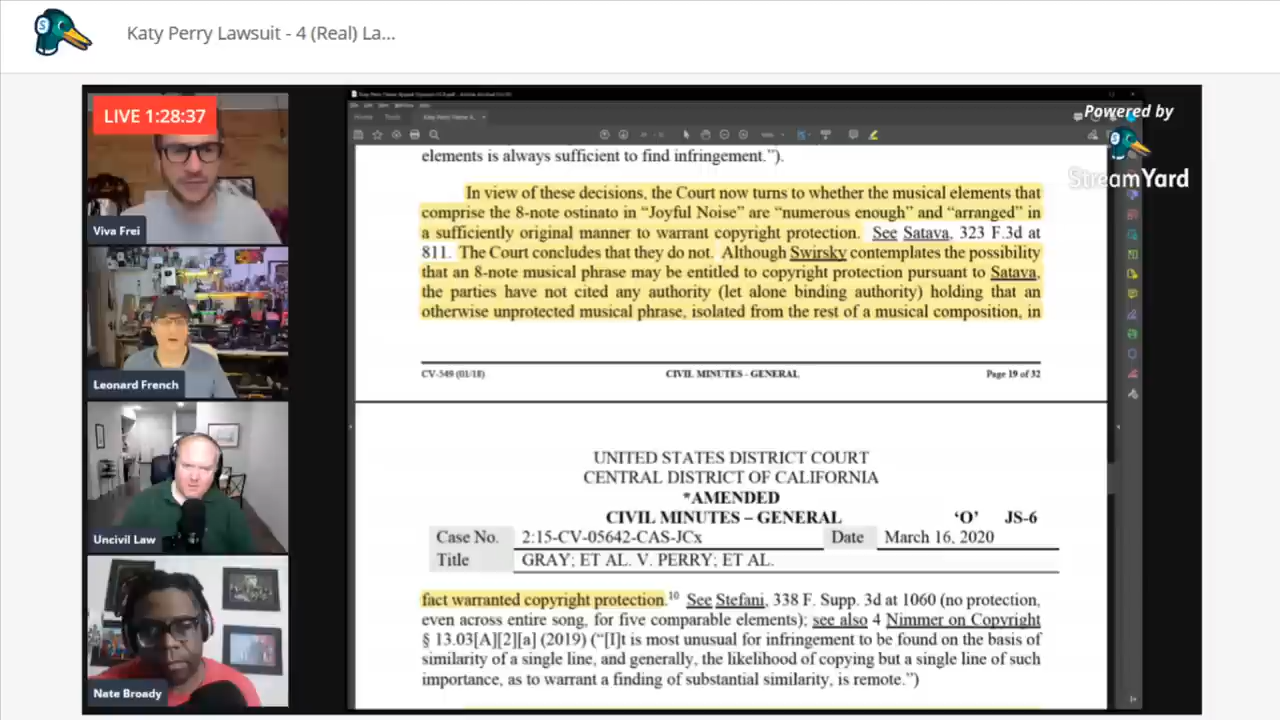 Katy Perry Lawsuit - 4 (Real) La...
LIVE 1:28:37
Viva Frei
Leonard French
Uncivil Law
Nate Broady
Powered by
StreamYard
Home Tools
elements is always sufficient to find infringement.”).
In view of these decisions, the Court now turns to whether the musical elements that
comprise the 8-note ostinato in “Joyful Noise” are “numerous enough” and “arranged” in
a sufficiently original manner to warrant copyright protection. See Satava, 323 F.3d at
811. The Court concludes that they do not. Although Swirsky contemplates the possibility
that an 8-note musical phrase may be entitled to copyright protection pursuant to Satava,
the parties have not cited any authority (let alone binding authority) holding that an
otherwise unprotected musical phrase, isolated from the rest of a musical composition, in
CV-549 (01/18) CIVIL MINUTES - GENERAL Page 19 of 32
UNITED STATES DISTRICT COURT
CENTRAL DISTRICT OF CALIFORNIA
*AMENDED
CIVIL MINUTES – GENERAL ‘O’ JS-6
Case No. 2:15-CV-05642-CAS-JCx Date March 16, 2020
Title GRAY; ET AL. V. PERRY; ET AL.
fact warranted copyright protection.10 See Stefani, 338 F. Supp. 3d at 1060 (no protection,
even across entire song, for five comparable elements); see also 4 Nimmer on Copyright
§ 13.03[A][2][a] (2019) (“[I]t is most unusual for infringement to be found on the basis of
similarity of a single line, and generally, the likelihood of copying but a single line of such
importance, as to warrant a finding of substantial similarity, is remote.”)